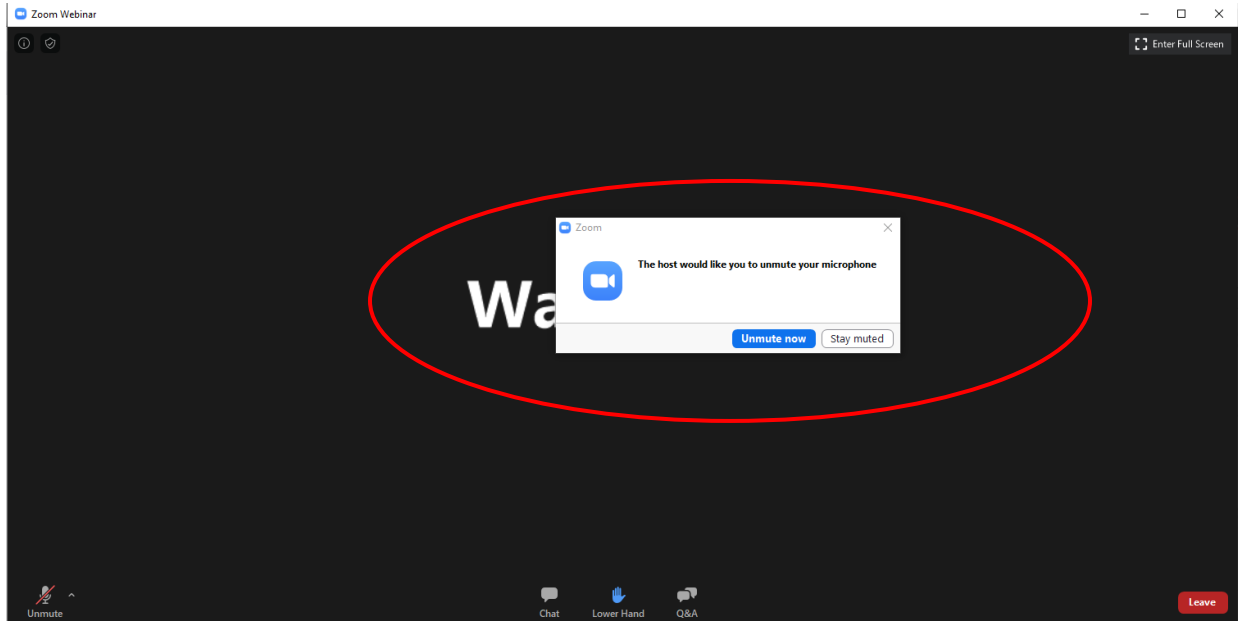 Zoom Webinar
Enter Full Screen
Zoom
The host would like you to unmute your microphone
Unmute now Stay muted
Unmute Chat Lower Hand Q&A Leave